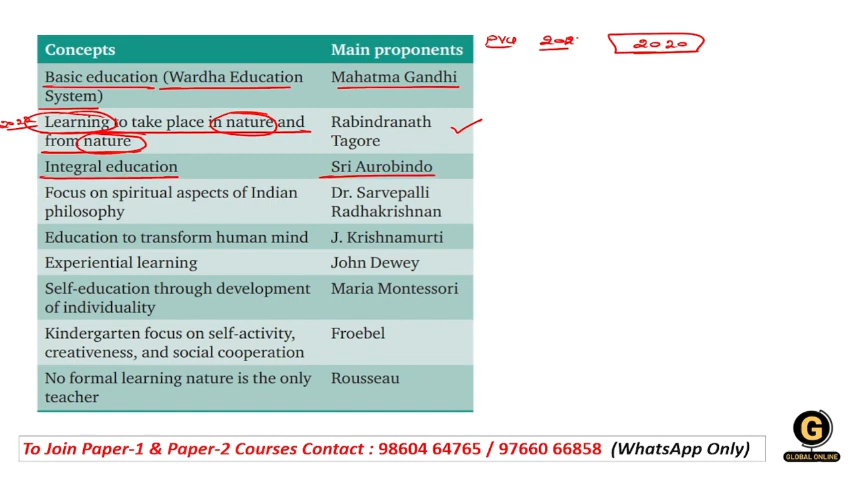 PYQ 202 2020
Concepts Main proponents
Basic education (Wardha Education Mahatma Gandhi
System)
Learning to take place in nature and Rabindranath
from nature Tagore
Integral education Sri Aurobindo
Focus on spiritual aspects of Indian Dr. Sarvepalli
philosophy Radhakrishnan
Education to transform human mind J. Krishnamurti
Experiential learning John Dewey
Self-education through development Maria Montessori
of individuality
Kindergarten focus on self-activity, Froebel
creativeness, and social cooperation
No formal learning nature is the only Rousseau
teacher
To Join Paper-1 & Paper-2 Courses Contact : 98604 64765 / 97660 66858 (WhatsApp Only)
G
GLOBAL ONLINE